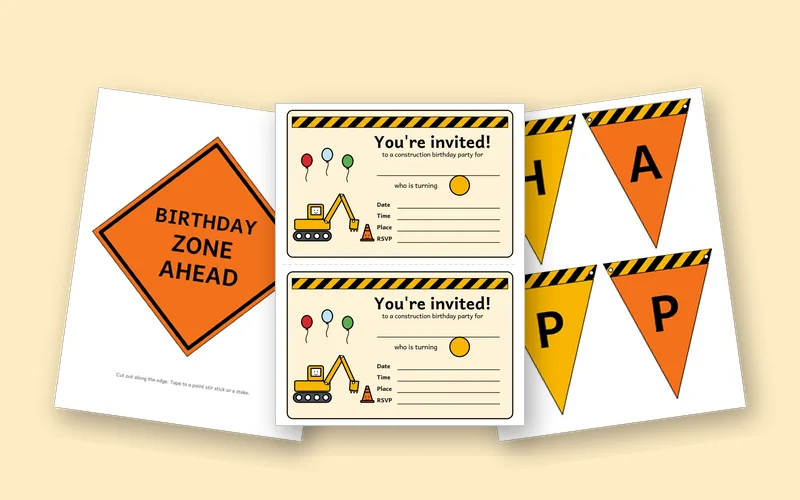 BIRTHDAY
ZONE
AHEAD
Cut out along the edge. Tape to a paint stir stick or a stake.
You're invited!
to a construction birthday party for
who is turning
Date
Time
Place
RSVP
You're invited!
to a construction birthday party for
who is turning
Date
Time
Place
RSVP
H
A
P
P